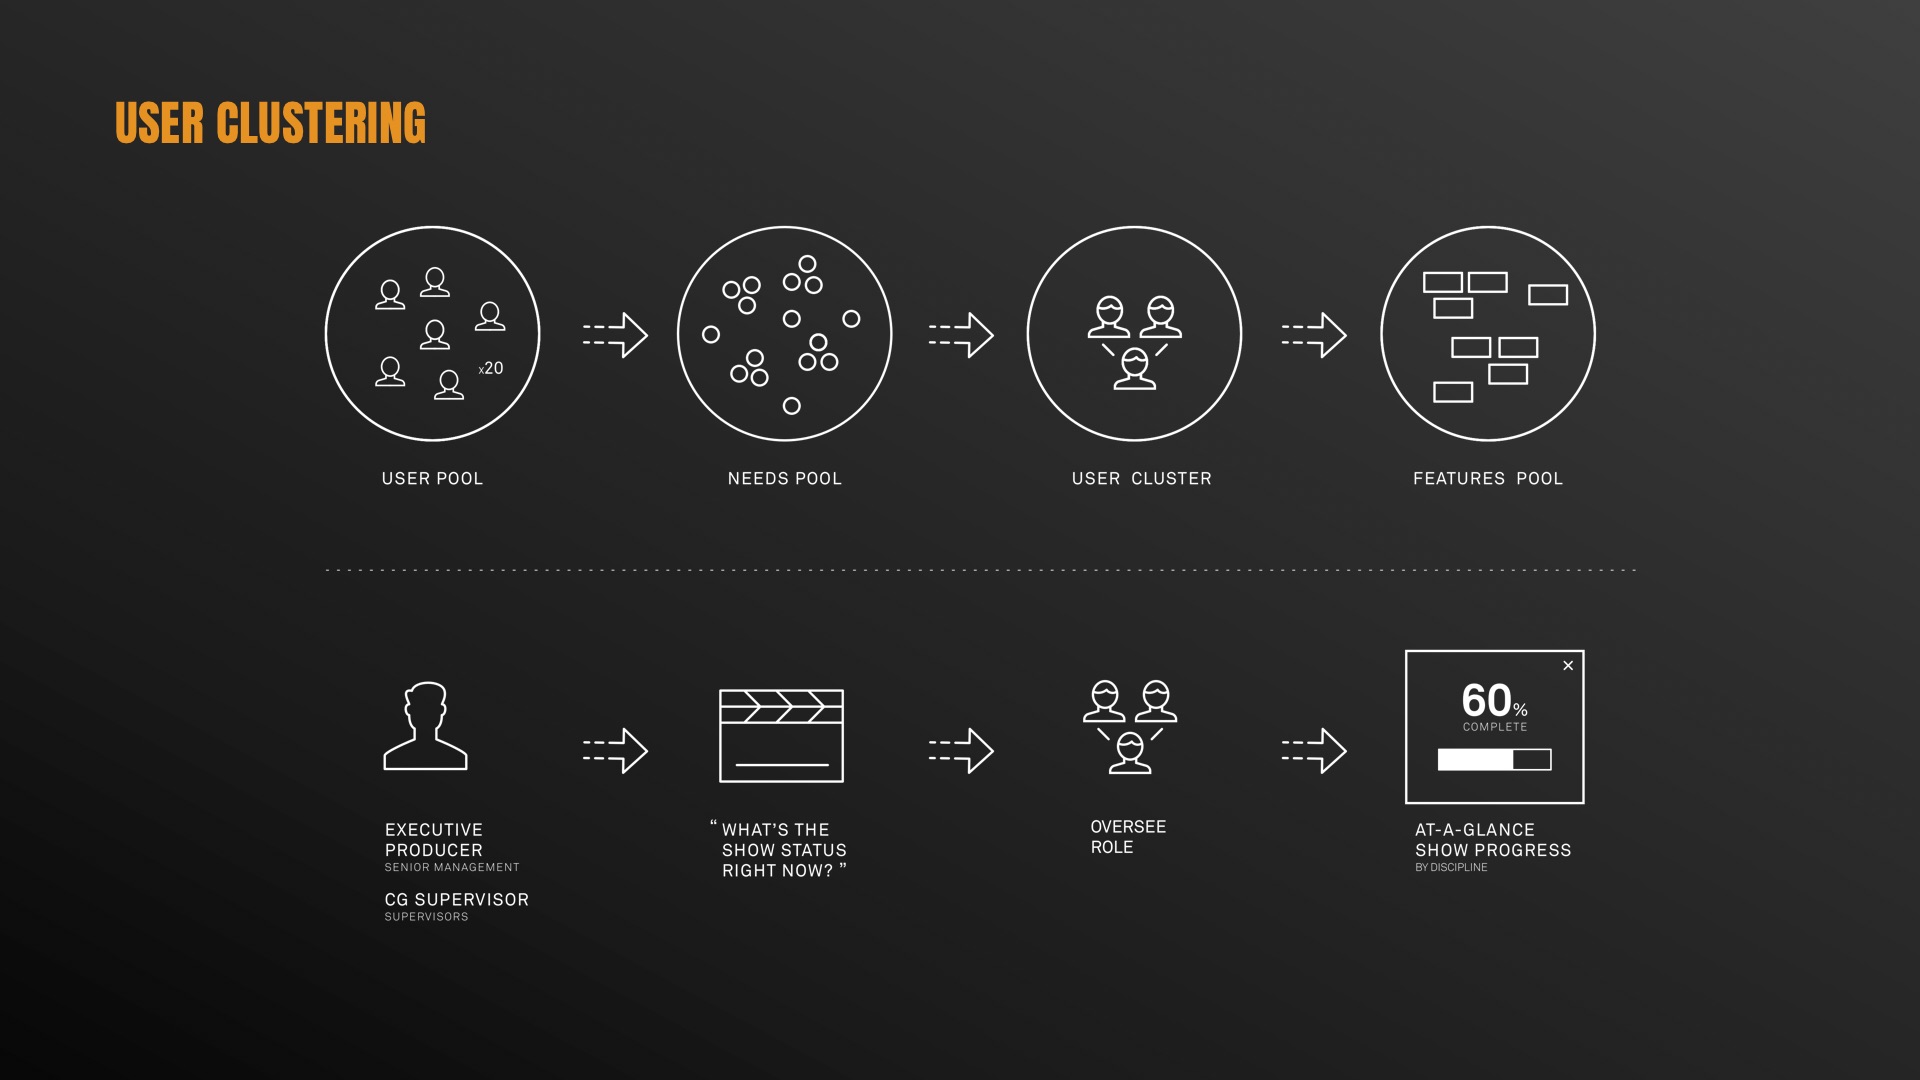 USER CLUSTERING
x20
USER POOL
NEEDS POOL
USER CLUSTER
FEATURES POOL
EXECUTIVE
PRODUCER
SENIOR MANAGEMENT
CG SUPERVISOR
SUPERVISORS
“ WHAT'S THE
SHOW STATUS
RIGHT NOW? ”
OVERSEE
ROLE
×
60%
COMPLETE
AT-A-GLANCE
SHOW PROGRESS
BY DISCIPLINE